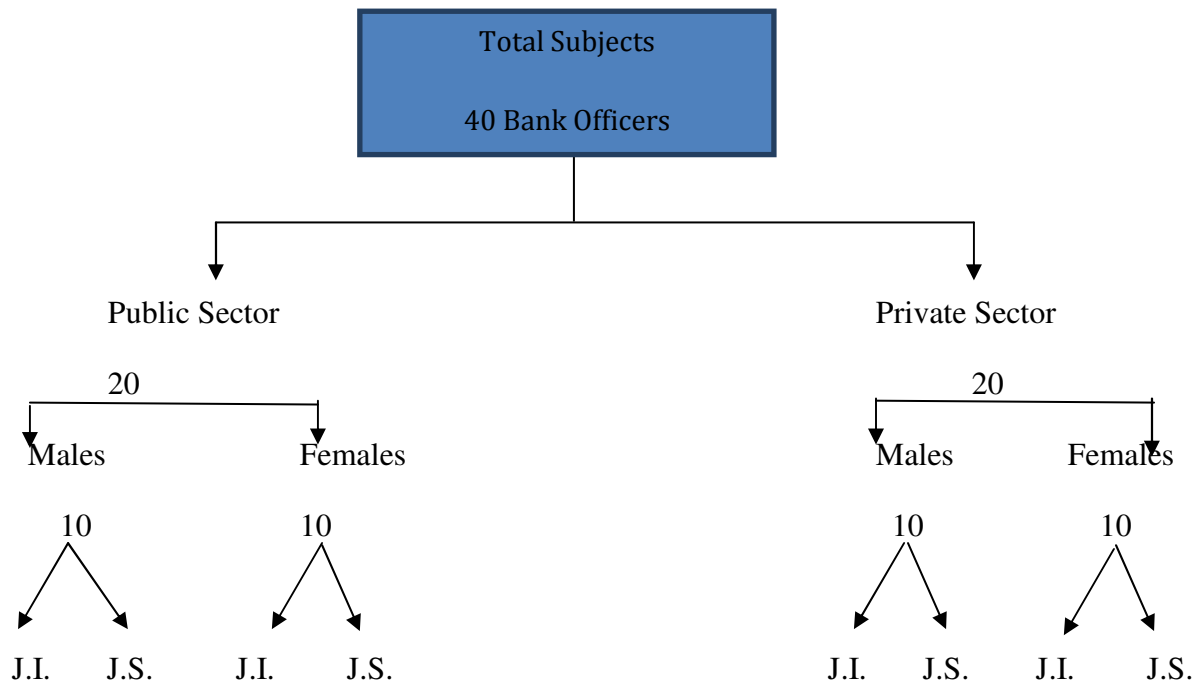 Total Subjects
40 Bank Officers
Public Sector
Private Sector
20
20
Males
Females
Males
Females
10
10
10
10
J.I.
J.S.
J.I.
J.S.
J.I.
J.S.
J.I.
J.S.